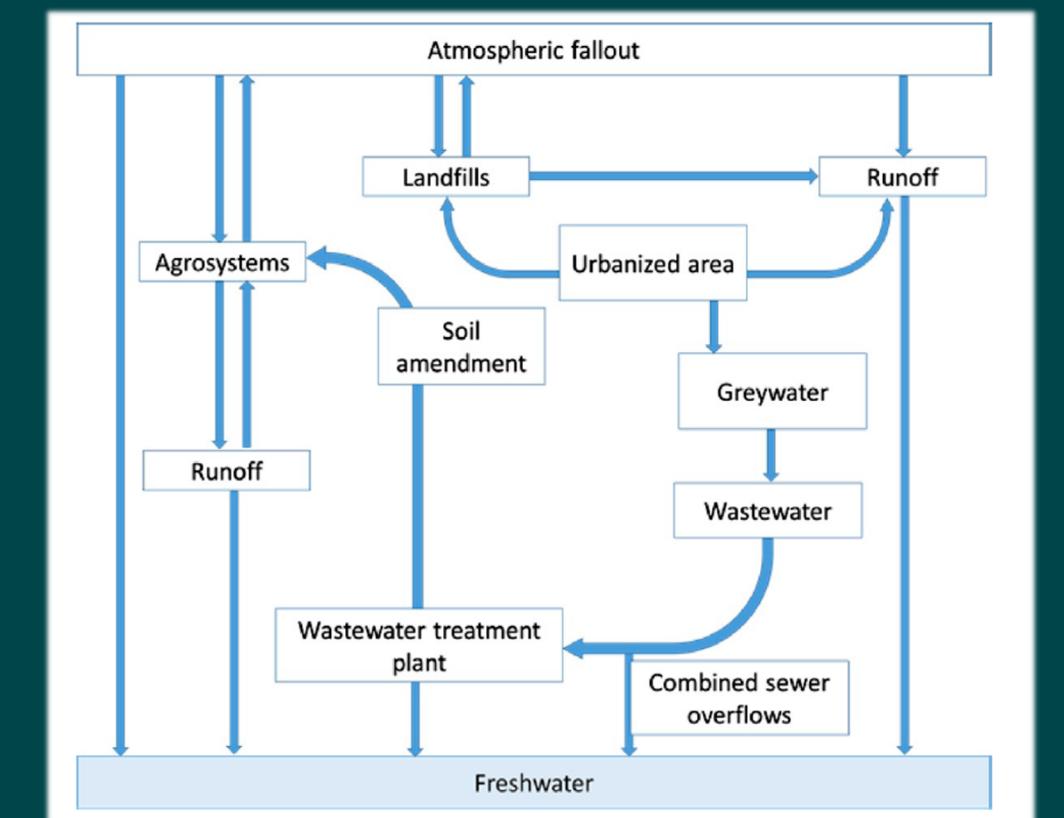 Atmospheric fallout
Landfills
Runoff
Agrosystems
Urbanized area
Soil
amendment
Greywater
Runoff
Wastewater
Wastewater treatment
plant
Combined sewer
overflows
Freshwater